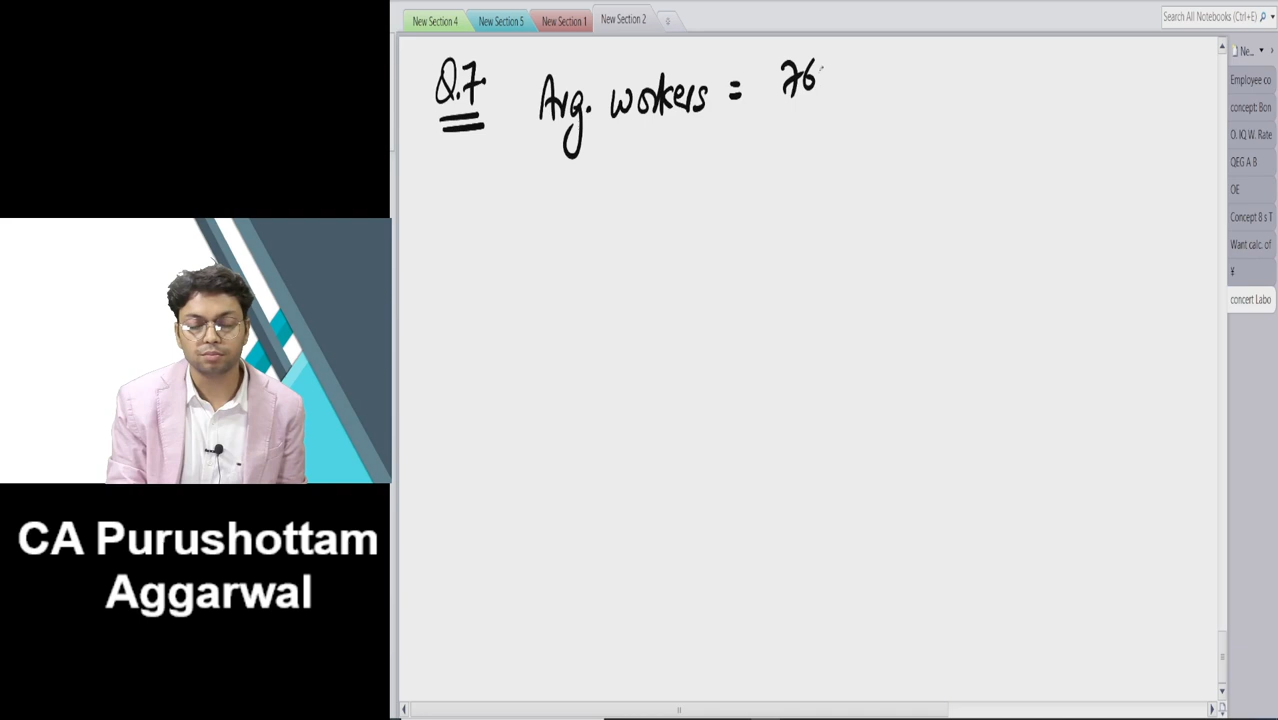 New Section 4
New Section 5
New Section 1
New Section 2
Search All Notebooks (Ctrl+E)
Ne...
Q.7 Avg. workers = 76
Employee co
concept: Bon
O. IQ W. Rate
QEG A B
OE
Concept 8 s T
Want calc. of
¥
concert Labo
CA Purushottam
Aggarwal